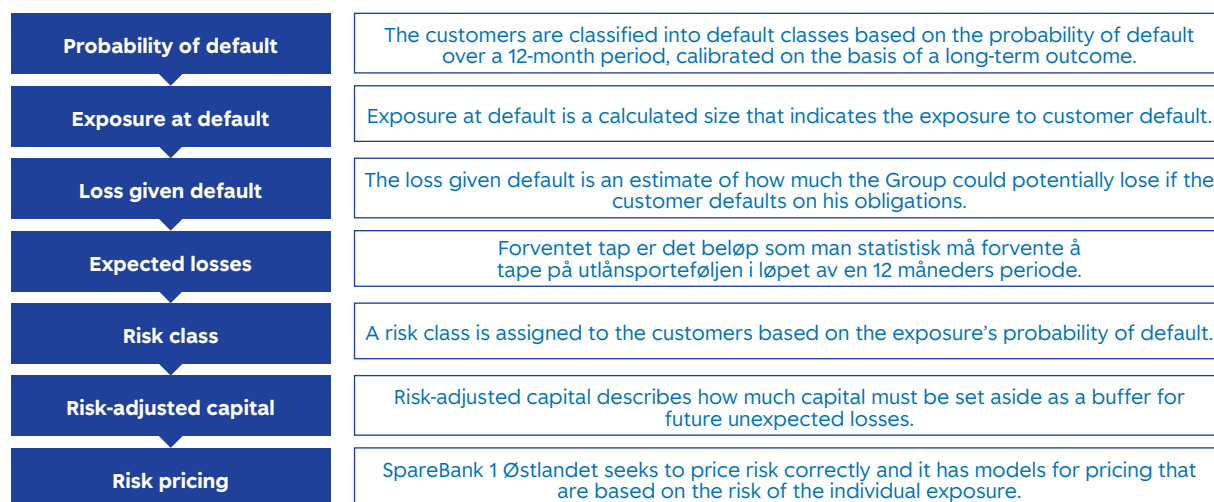 Probability of default
The customers are classified into default classes based on the probability of default
over a 12-month period, calibrated on the basis of a long-term outcome.
Exposure at default
Exposure at default is a calculated size that indicates the exposure to customer default.
Loss given default
The loss given default is an estimate of how much the Group could potentially lose if the
customer defaults on his obligations.
Expected losses
Forventet tap er det beløp som man statistisk må forvente å
tape på utlånsporteføljen i løpet av en 12 måneders periode.
Risk class
A risk class is assigned to the customers based on the exposure's probability of default.
Risk-adjusted capital
Risk-adjusted capital describes how much capital must be set aside as a buffer for
future unexpected losses.
Risk pricing
SpareBank 1 Østlandet seeks to price risk correctly and it has models for pricing that
are based on the risk of the individual exposure.